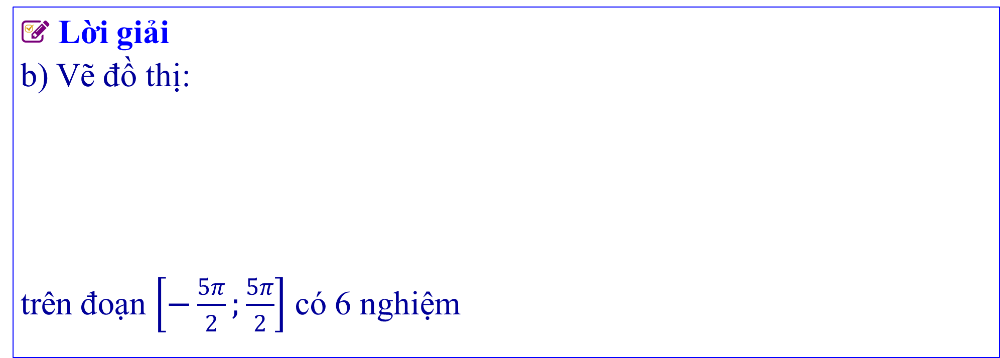 Lời giải
b) Vẽ đồ thị:
trên đoạn [− 5π/2 ; 5π/2] có 6 nghiệm